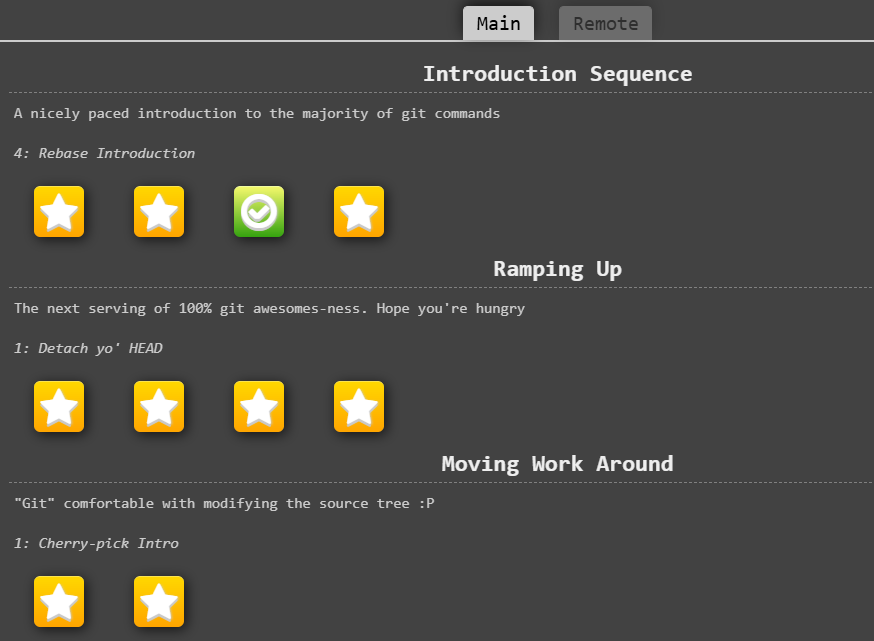 Main
Remote
Introduction Sequence
A nicely paced introduction to the majority of git commands
4: Rebase Introduction
Ramping Up
The next serving of 100% git awesomes-ness. Hope you're hungry
1: Detach yo' HEAD
Moving Work Around
"Git" comfortable with modifying the source tree :P
1: Cherry-pick Intro